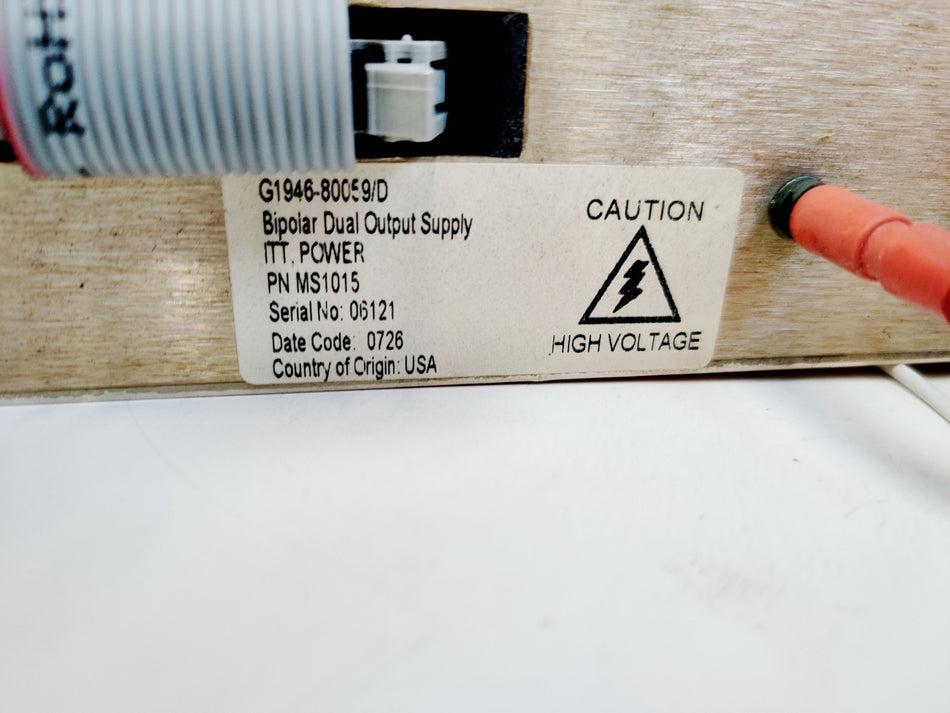 RoH
G1946-80059/D
Bipolar Dual Output Supply
ITT, POWER
PN MS1015
Serial No: 06121
Date Code: 0726
Country of Origin: USA
CAUTION
HIGH VOLTAGE